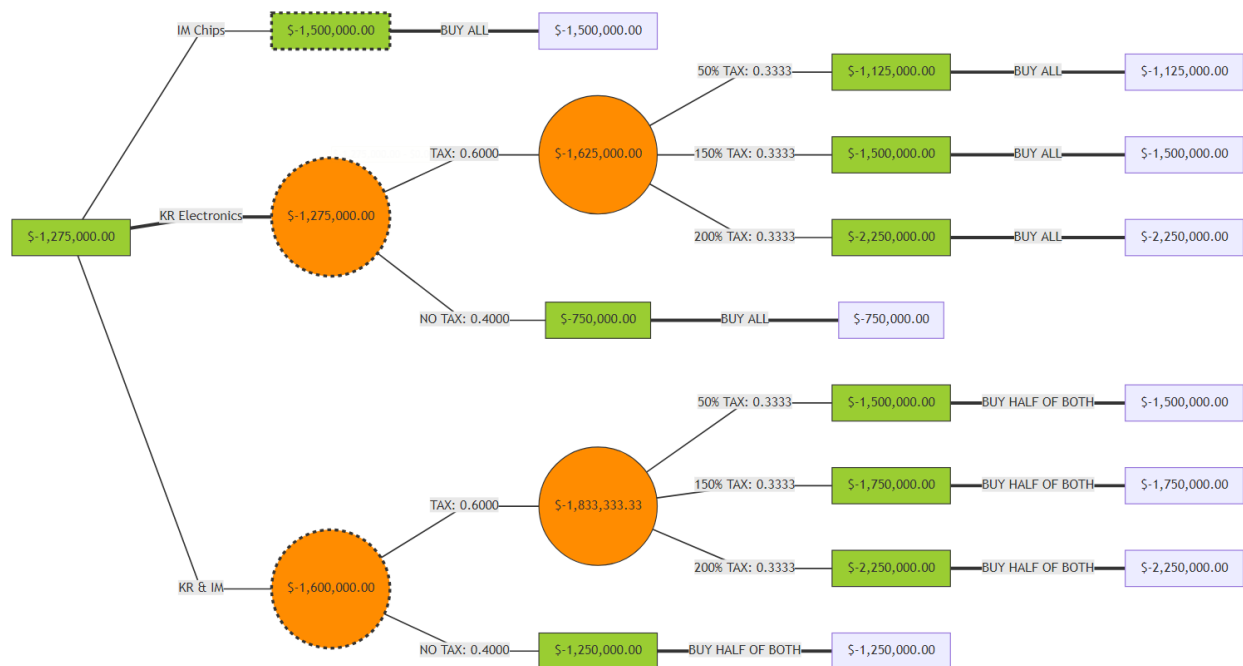 IM Chips
$-1,500,000.00
BUY ALL
$-1,500,000.00
50% TAX: 0.3333
$-1,125,000.00
BUY ALL
$-1,125,000.00
TAX: 0.6000
$-1,625,000.00
150% TAX: 0.3333
$-1,500,000.00
BUY ALL
$-1,500,000.00
KR Electronics
$-1,275,000.00
$-1,275,000.00
200% TAX: 0.3333
$-2,250,000.00
BUY ALL
$-2,250,000.00
NO TAX: 0.4000
$-750,000.00
BUY ALL
$-750,000.00
50% TAX: 0.3333
$-1,500,000.00
BUY HALF OF BOTH
$-1,500,000.00
TAX: 0.6000
$-1,833,333.33
150% TAX: 0.3333
$-1,750,000.00
BUY HALF OF BOTH
$-1,750,000.00
KR & IM
$-1,600,000.00
200% TAX: 0.3333
$-2,250,000.00
BUY HALF OF BOTH
$-2,250,000.00
NO TAX: 0.4000
$-1,250,000.00
BUY HALF OF BOTH
$-1,250,000.00